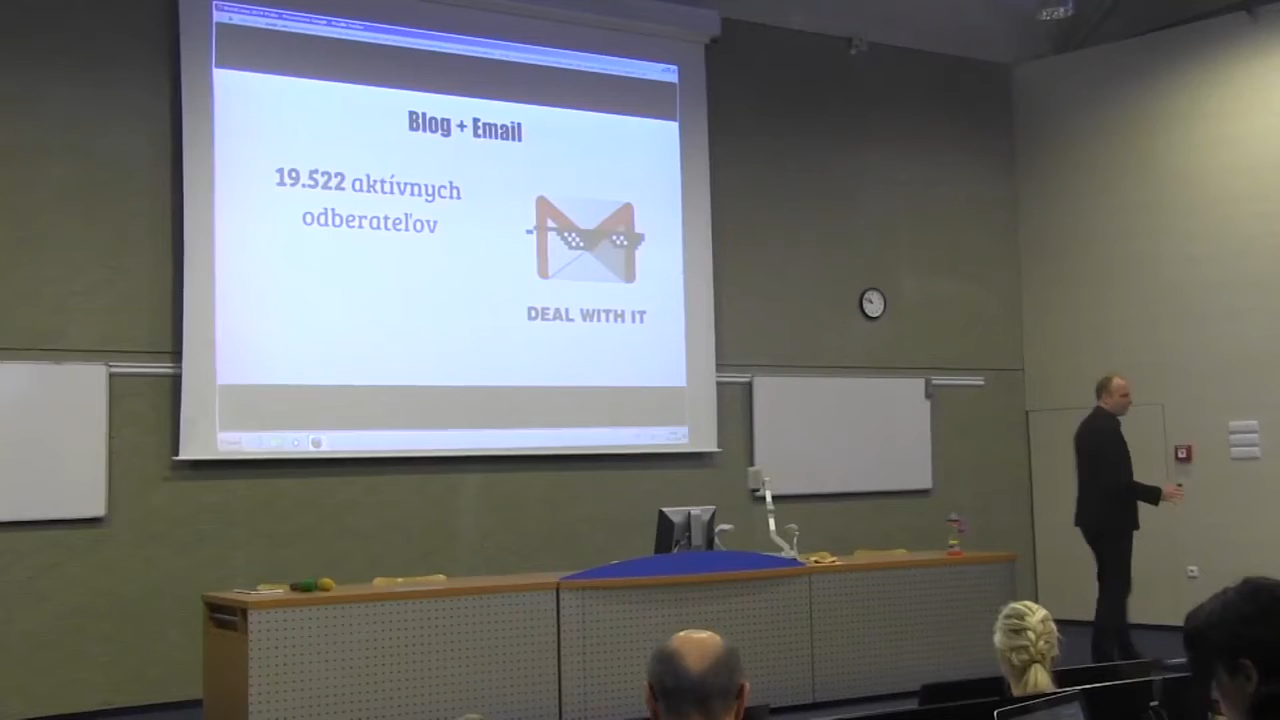 Blog + Email
19.522 aktívnych
odberateľov
DEAL WITH IT